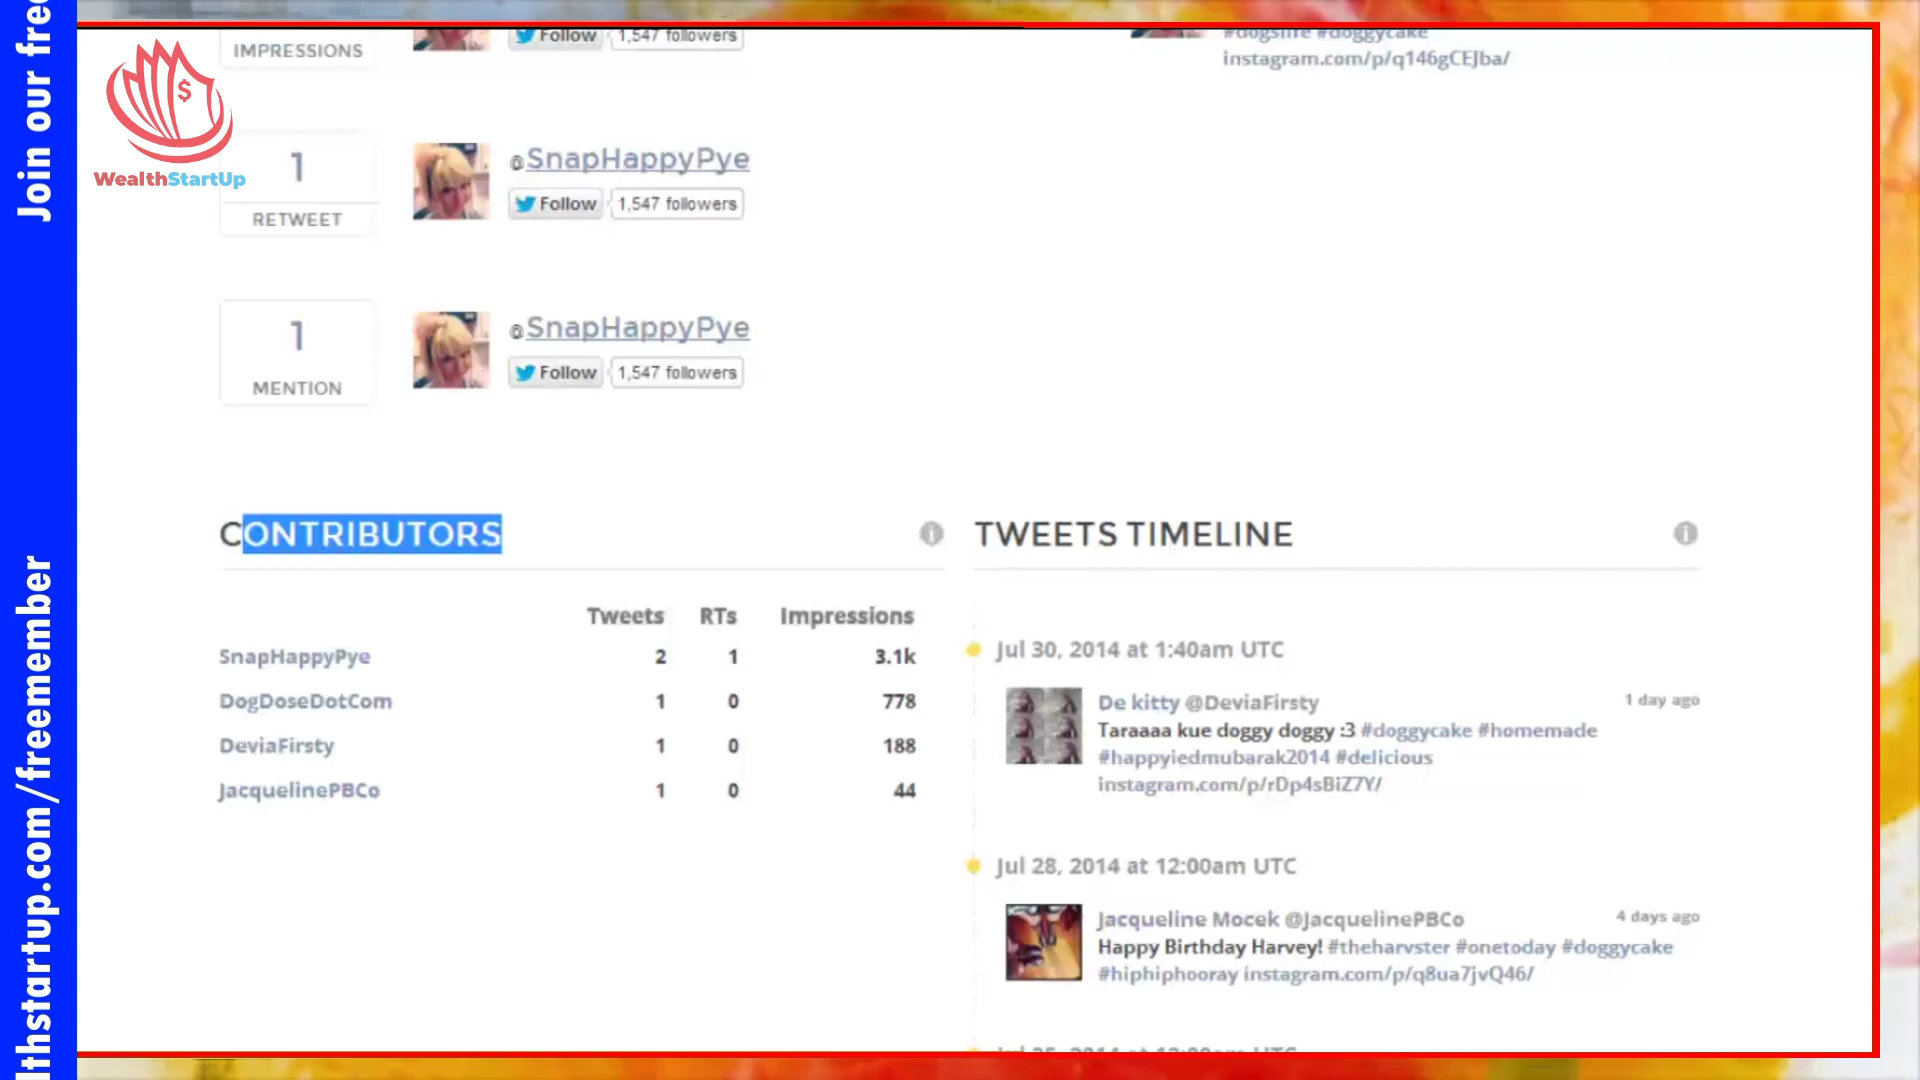 Join our free
lthstartup.com/freemember
$
WealthStartUp
IMPRESSIONS
Follow 1,547 followers
#dogslife #doggycake
instagram.com/p/q146gCEJba/
1
RETWEET
@SnapHappyPye
Follow 1,547 followers
1
MENTION
@SnapHappyPye
Follow 1,547 followers
CONTRIBUTORS
Tweets RTs Impressions
SnapHappyPye 2 1 3.1k
DogDoseDotCom 1 0 778
DeviaFirsty 1 0 188
JacquelinePBCo 1 0 44
TWEETS TIMELINE
Jul 30, 2014 at 1:40am UTC
De kitty @DeviaFirsty 1 day ago
Taraaaa kue doggy doggy :3 #doggycake #homemade
#happyiedmubarak2014 #delicious
instagram.com/p/rDp4sBiZ7Y/
Jul 28, 2014 at 12:00am UTC
Jacqueline Mocek @JacquelinePBCo 4 days ago
Happy Birthday Harvey! #theharvster #onetoday #doggycake
#hiphiphooray instagram.com/p/q8ua7jvQ46/